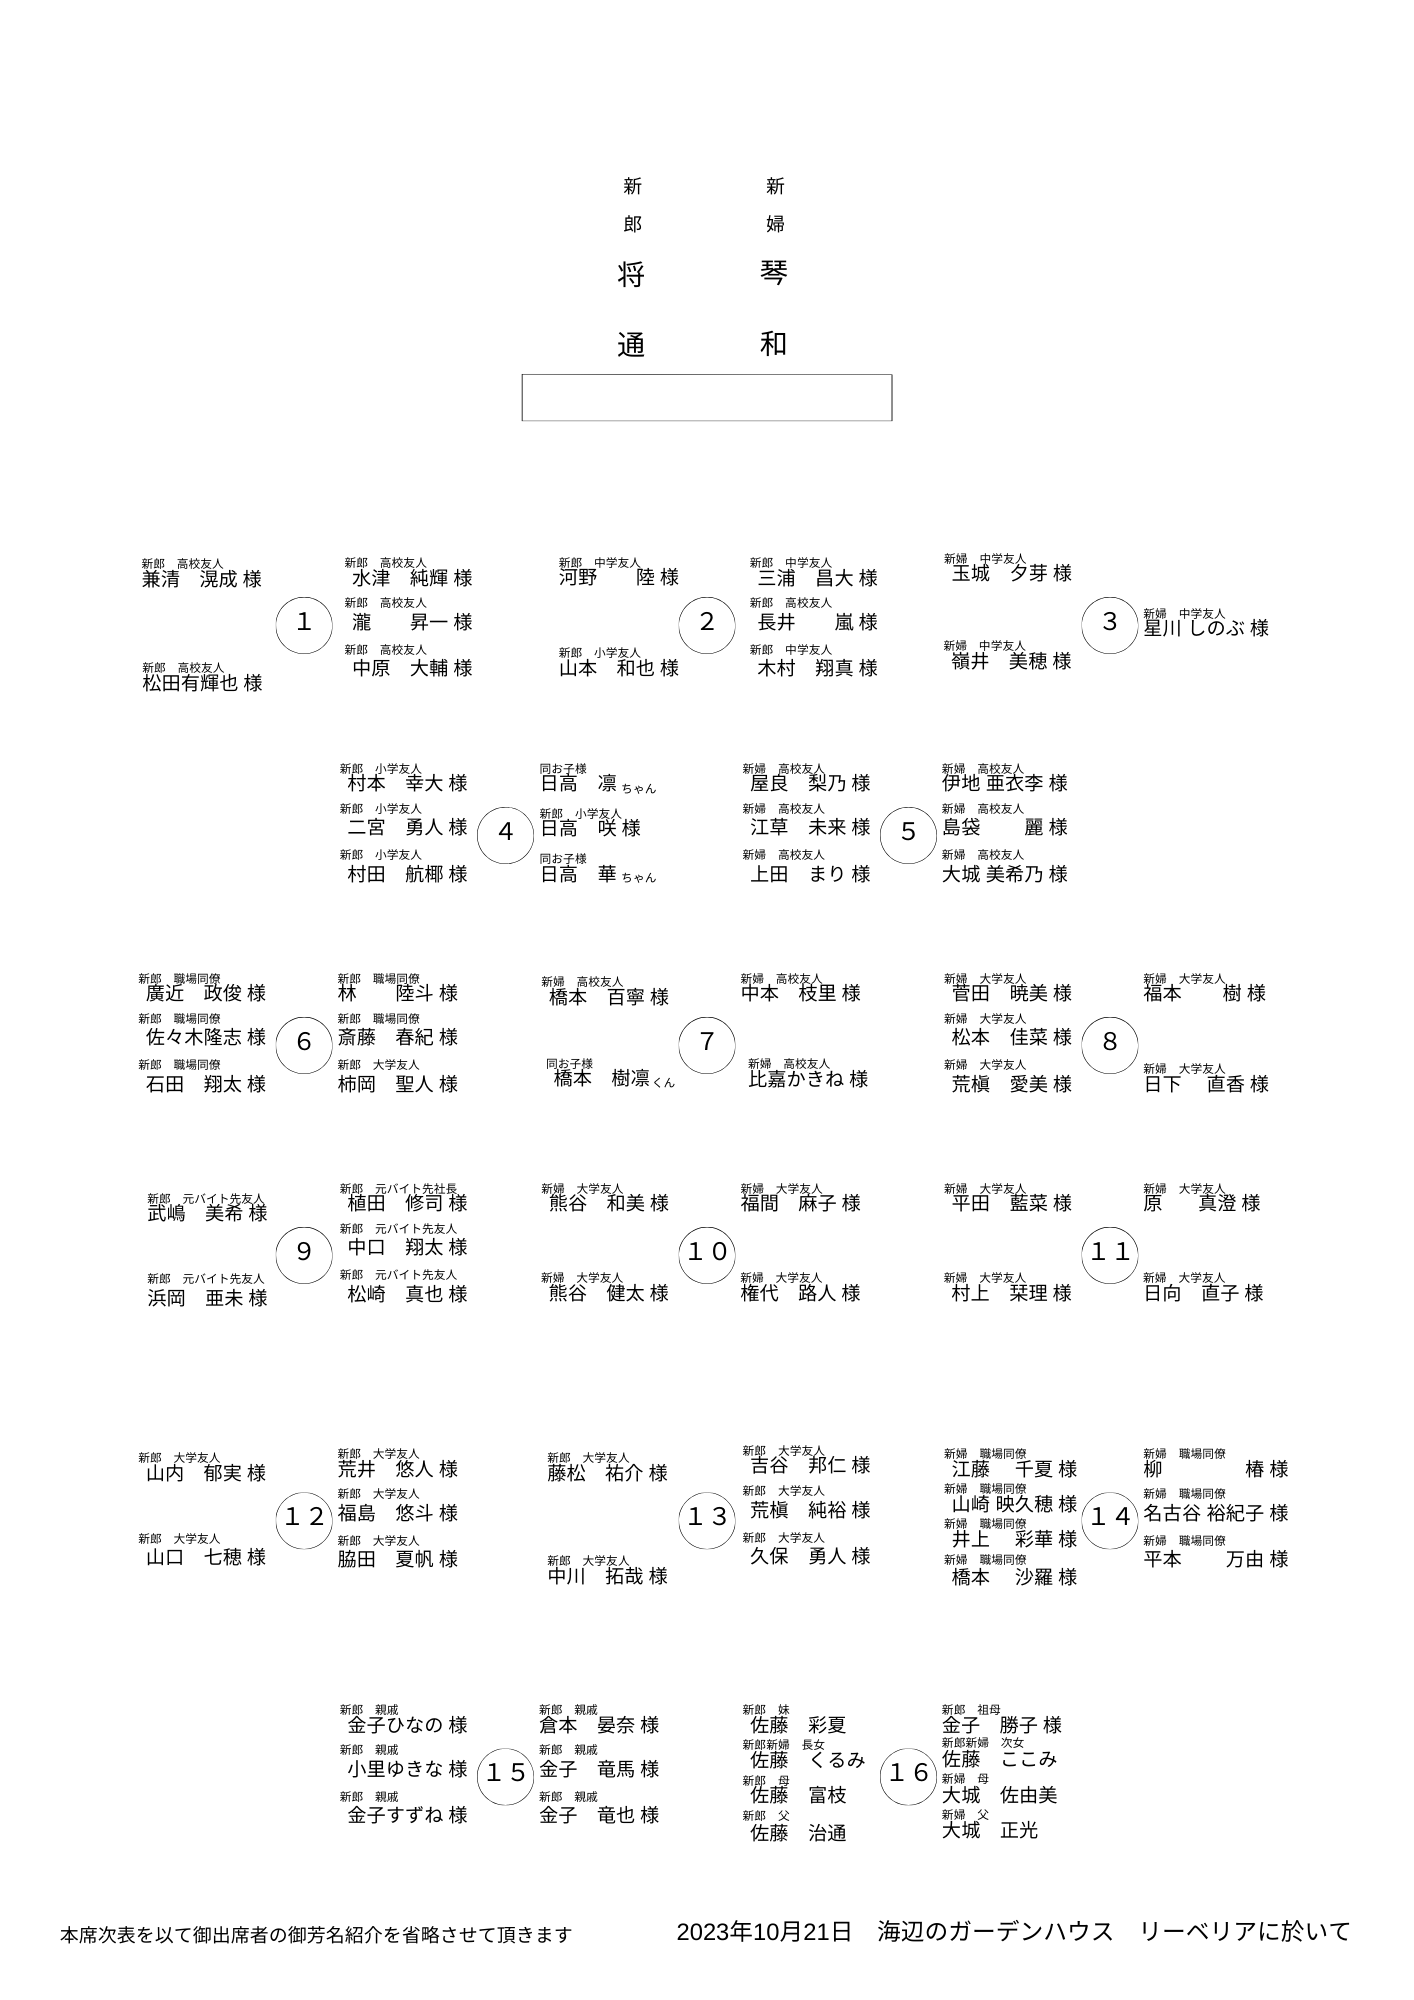 新郎
将通
新婦
琴和
新郎　高校友人
兼清　滉成 様
新郎　高校友人
松田有輝也 様
1
新郎　高校友人
水津　純輝 様
新郎　高校友人
瀧　　昇一 様
新郎　高校友人
中原　大輔 様
新郎　中学友人
河野　　陸 様
新郎　小学友人
山本　和也 様
2
新郎　中学友人
三浦　昌大 様
新郎　高校友人
長井　　嵐 様
新郎　中学友人
木村　翔真 様
新婦　中学友人
玉城　夕芽 様
新婦　中学友人
嶺井　美穂 様
3
新婦　中学友人
星川 しのぶ 様
新郎　小学友人
村本　幸大 様
新郎　小学友人
二宮　勇人 様
新郎　小学友人
村田　航椰 様
4
同お子様
日高　凛 ちゃん
新郎　小学友人
日高　咲 様
同お子様
日高　華 ちゃん
新婦　高校友人
屋良　梨乃 様
新婦　高校友人
江草　未来 様
新婦　高校友人
上田　まり 様
5
新婦　高校友人
伊地 亜衣李 様
新婦　高校友人
島袋　　麗 様
新婦　高校友人
大城 美希乃 様
新郎　職場同僚
廣近　政俊 様
新郎　職場同僚
佐々木隆志 様
新郎　職場同僚
石田　翔太 様
6
新郎　職場同僚
林　　陸斗 様
新郎　職場同僚
斎藤　春紀 様
新郎　大学友人
柿岡　聖人 様
新婦　高校友人
橋本　百寧 様
同お子様
橋本　樹凛 くん
7
新婦　高校友人
中本　枝里 様
新婦　高校友人
比嘉かきね 様
新婦　大学友人
菅田　暁美 様
新婦　大学友人
松本　佳菜 様
新婦　大学友人
荒槇　愛美 様
8
新婦　大学友人
福本　　樹 様
新婦　大学友人
日下　直香 様
新郎　元バイト先友人
武嶋　美希 様
新郎　元バイト先友人
浜岡　亜未 様
9
新郎　元バイト先社長
植田　修司 様
新郎　元バイト先友人
中口　翔太 様
新郎　元バイト先友人
松崎　真也 様
新婦　大学友人
熊谷　和美 様
新婦　大学友人
熊谷　健太 様
10
新婦　大学友人
福間　麻子 様
新婦　大学友人
権代　路人 様
新婦　大学友人
平田　藍菜 様
新婦　大学友人
村上　栞理 様
11
新婦　大学友人
原　　真澄 様
新婦　大学友人
日向　直子 様
新郎　大学友人
山内　郁実 様
新郎　大学友人
山口　七穂 様
12
新郎　大学友人
荒井　悠人 様
新郎　大学友人
福島　悠斗 様
新郎　大学友人
脇田　夏帆 様
新郎　大学友人
藤松　祐介 様
新郎　大学友人
中川　拓哉 様
13
新郎　大学友人
吉谷　邦仁 様
新郎　大学友人
荒槇　純裕 様
新郎　大学友人
久保　勇人 様
新婦　職場同僚
江藤　千夏 様
新婦　職場同僚
山崎 映久穂 様
新婦　職場同僚
井上　彩華 様
新婦　職場同僚
橋本　沙羅 様
14
新婦　職場同僚
柳　　　　椿 様
新婦　職場同僚
名古谷 裕紀子 様
新婦　職場同僚
平本　　万由 様
新郎　親戚
金子ひなの 様
新郎　親戚
小里ゆきな 様
新郎　親戚
金子すずね 様
15
新郎　親戚
倉本　晏奈 様
新郎　親戚
金子　竜馬 様
新郎　親戚
金子　竜也 様
新郎　妹
佐藤　彩夏
新郎新婦　長女
佐藤　くるみ
新郎　母
佐藤　富枝
新郎　父
佐藤　治通
16
新郎　祖母
金子　勝子 様
新郎新婦　次女
佐藤　ここみ
新婦　母
大城　佐由美
新婦　父
大城　正光
本席次表を以て御出席者の御芳名紹介を省略させて頂きます
2023年10月21日　海辺のガーデンハウス　リーベリアに於いて